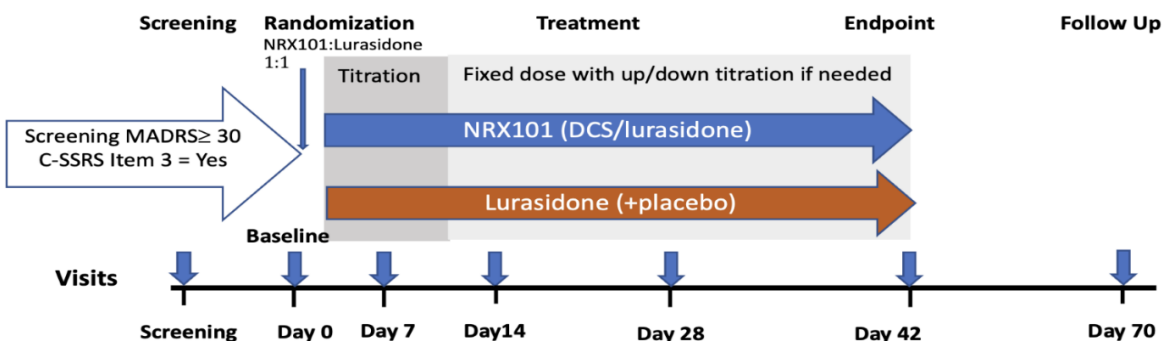 Screening Randomization Treatment Endpoint Follow Up
NRX101:Lurasidone
1:1
Titration Fixed dose with up/down titration if needed
Screening MADRS≥ 30
C-SSRS Item 3 = Yes
NRX101 (DCS/lurasidone)
Lurasidone (+placebo)
Baseline
Visits
Screening Day 0 Day 7 Day14 Day 28 Day 42 Day 70